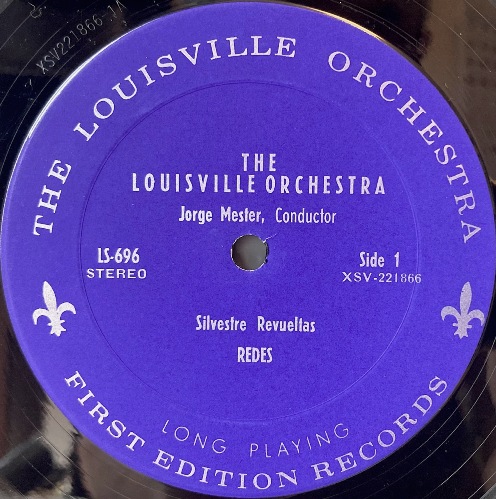 XSV221866-1A
THE LOUISVILLE ORCHESTRA
THE
LOUISVILLE ORCHESTRA
Jorge Mester, Conductor
LS-696
STEREO
Side 1
XSV-221866
Silvestre Revueltas
REDES
LONG PLAYING
FIRST EDITION RECORDS